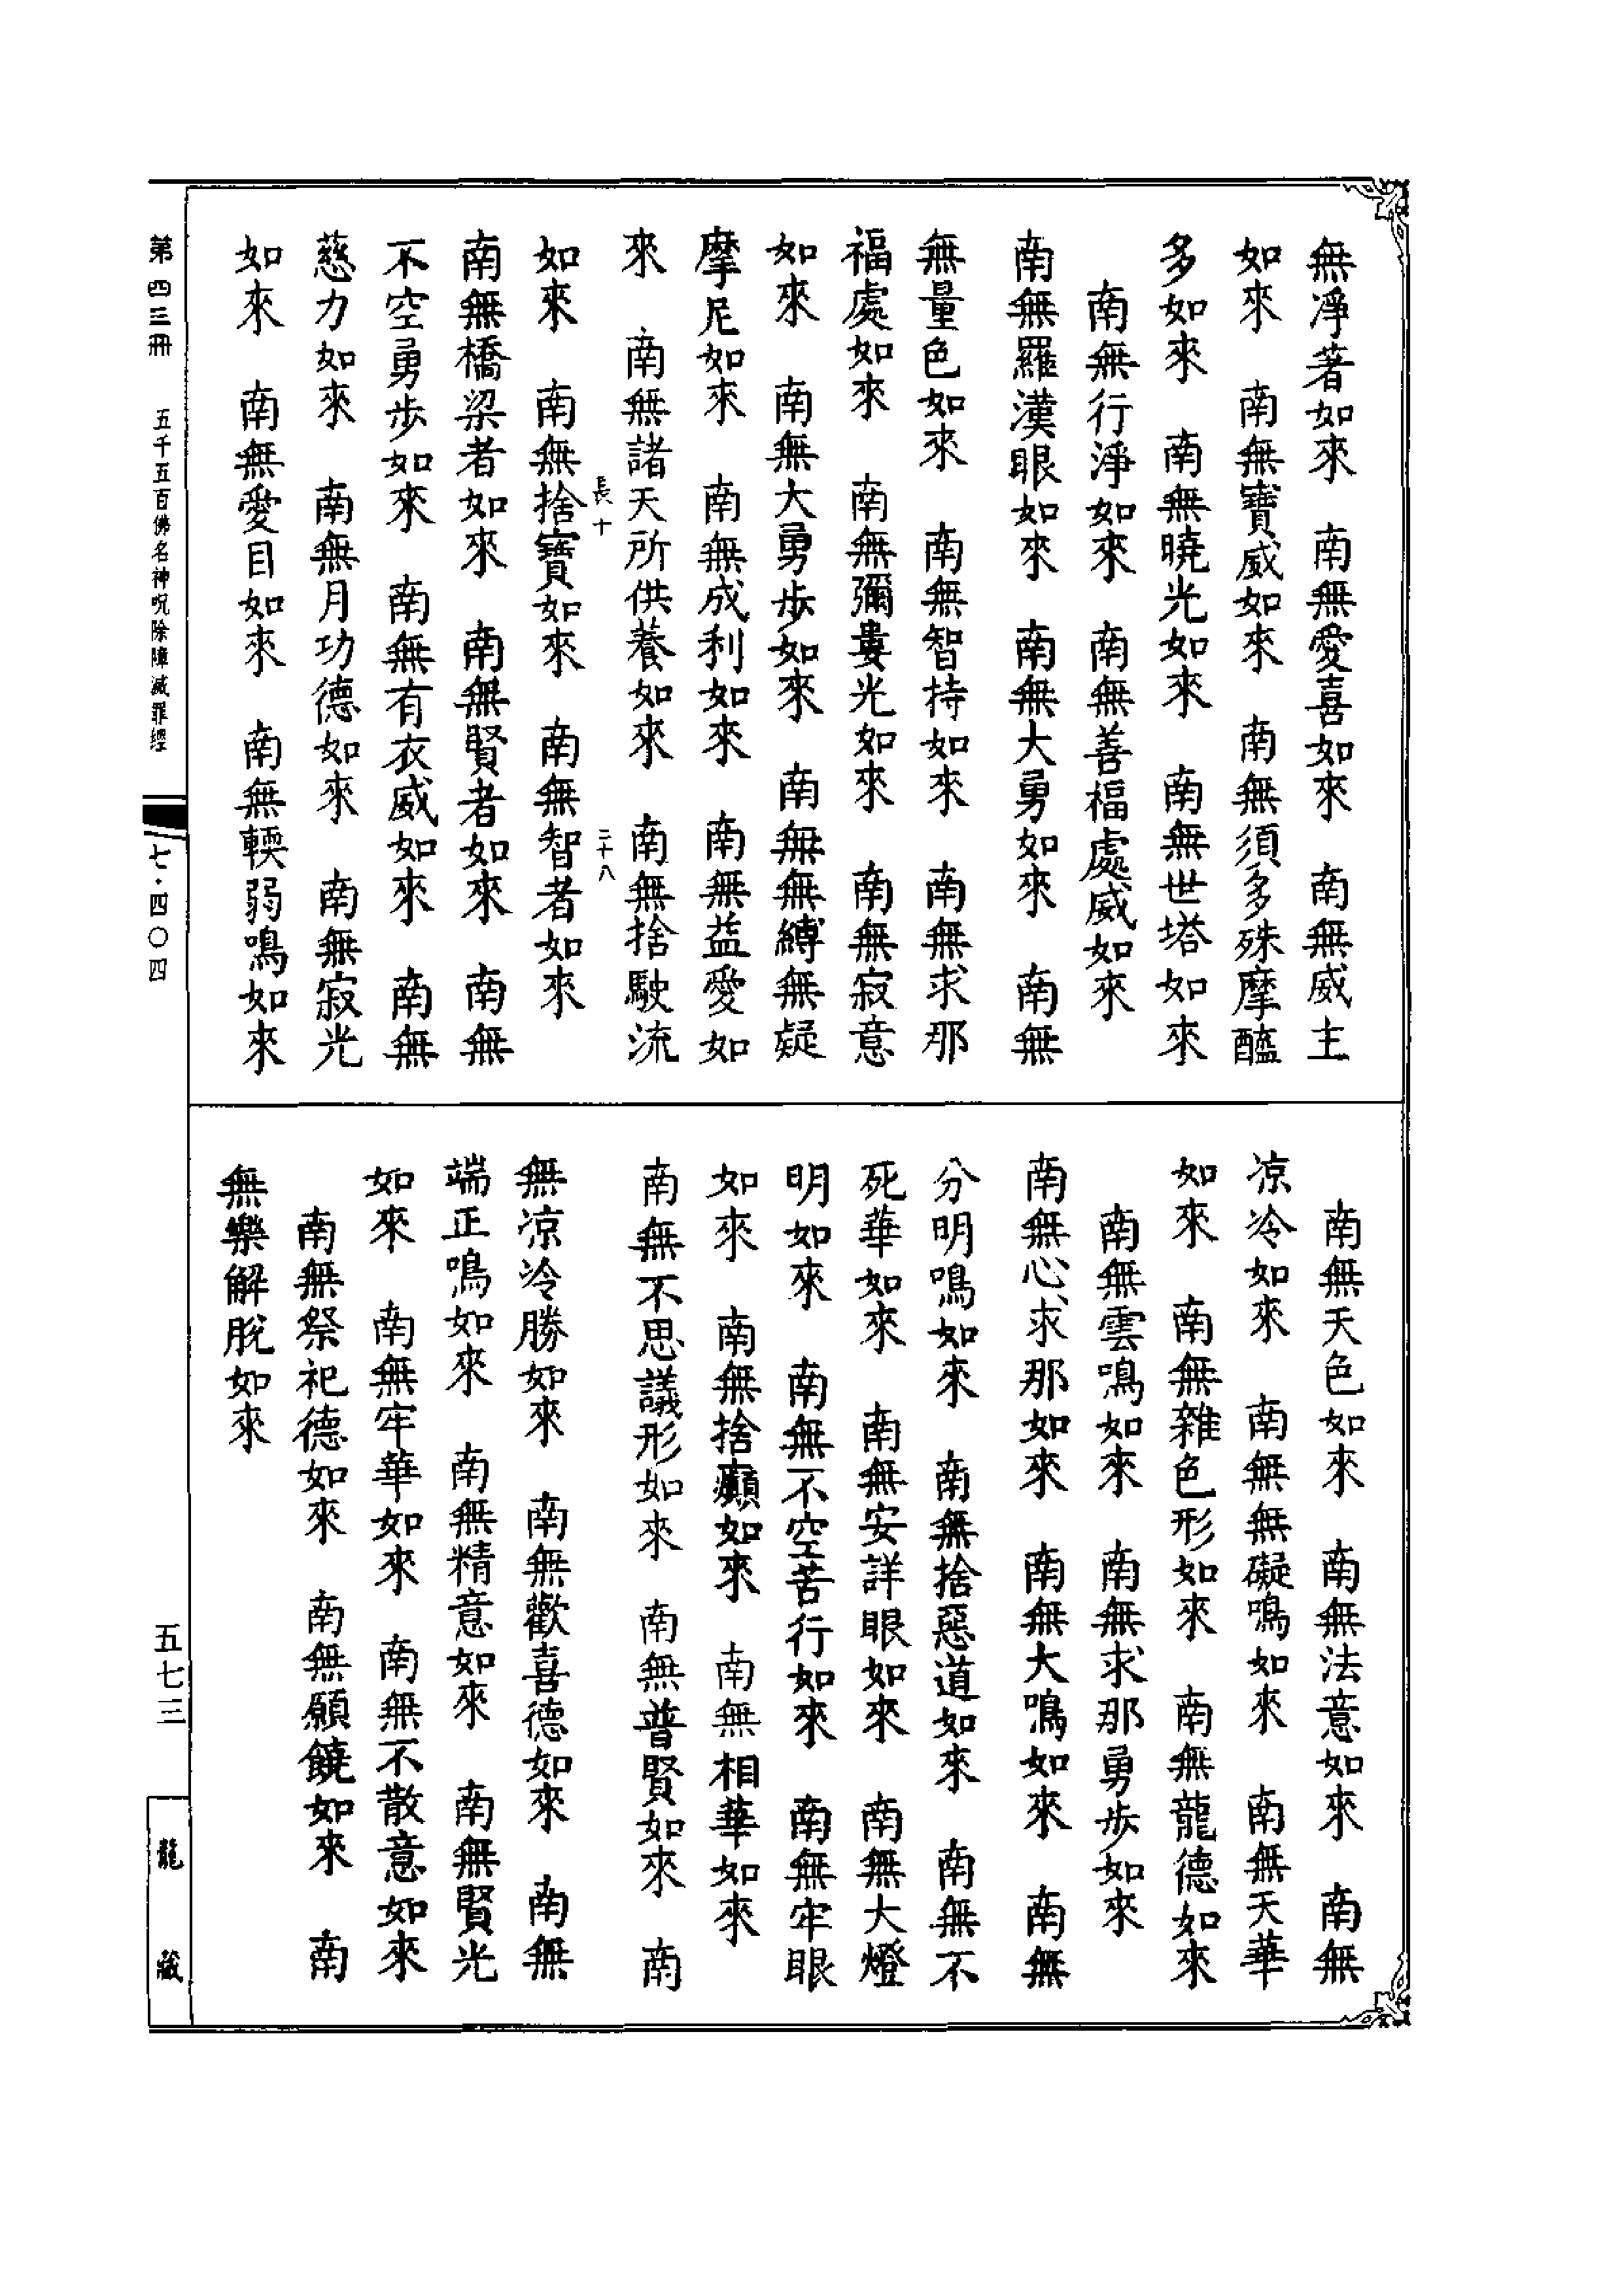 無凈著如來　南無愛喜如來　南無威主
如來　南無寶威如來　南無須多殊摩醯
多如來　南無曉光如來　南無世塔如來
南無行淨如來　南無善福處威如來
南無羅漢眼如來　南無大勇如來　南無
無量色如來　南無智持如來　南無求那
福處如來　南無彌婁光如來　南無寂意
如來　南無大勇步如來　南無無縛無疑
摩尼如來　南無成利如來　南無益愛如
來　南無諸天所供養如來　南無捨駛流
長十　二十八
如來　南無捨寶如來　南無智者如來
南無橋梁者如來　南無賢者如來　南無
不空勇步如來　南無有衣威如來　南無
慈力如來　南無月功德如來　南無寂光
如來　南無愛目如來　南無輭弱鳴如來
南無天色如來　南無法意如來　南無
凉冷如來　南無無礙鳴如來　南無天華
如來　南無雜色形如來　南無龍德如來
南無雲鳴如來　南無求那勇步如來
南無心求那如來　南無大鳴如來　南無
分明鳴如來　南無捨惡道如來　南無不
死華如來　南無安詳眼如來　南無大燈
明如來　南無不空苦行如來　南無牢眼
如來　南無捨癲如來　南無相華如來
南無不思議形如來　南無普賢如來　南
無凉冷勝如來　南無歡喜德如來　南無
端正鳴如來　南無精意如來　南無賢光
如來　南無牢華如來　南無不散意如來
南無祭祀德如來　南無願饒如來　南
無樂解脫如來
第四三冊　五千五百佛名神呪除障滅罪經　七·四〇四　五七三　龍藏